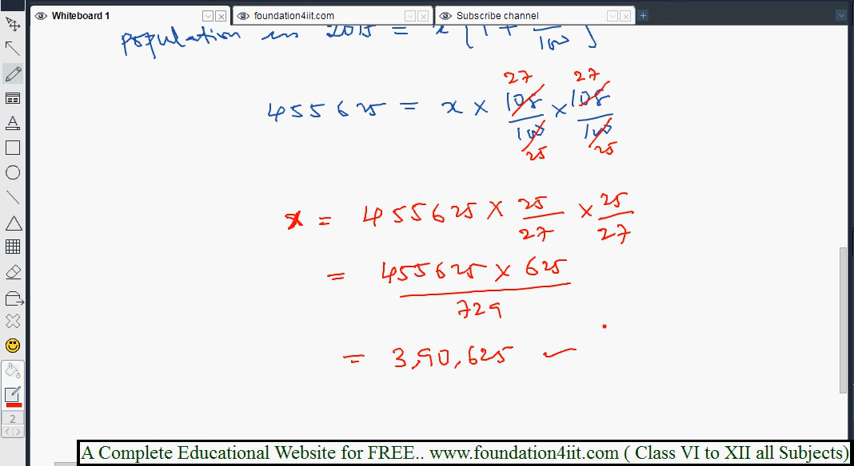 Whiteboard 1 foundation4iit.com Subscribe channel
population in 2015 = x [1 + /100]
455625 = x × 108/100 × 108/100
27 27
25 25
x = 455625 × 25/27 × 25/27
= 455625 × 625 / 729
= 3,90,625 ✓
2
A Complete Educational Website for FREE.. www.foundation4iit.com ( Class VI to XII all Subjects)